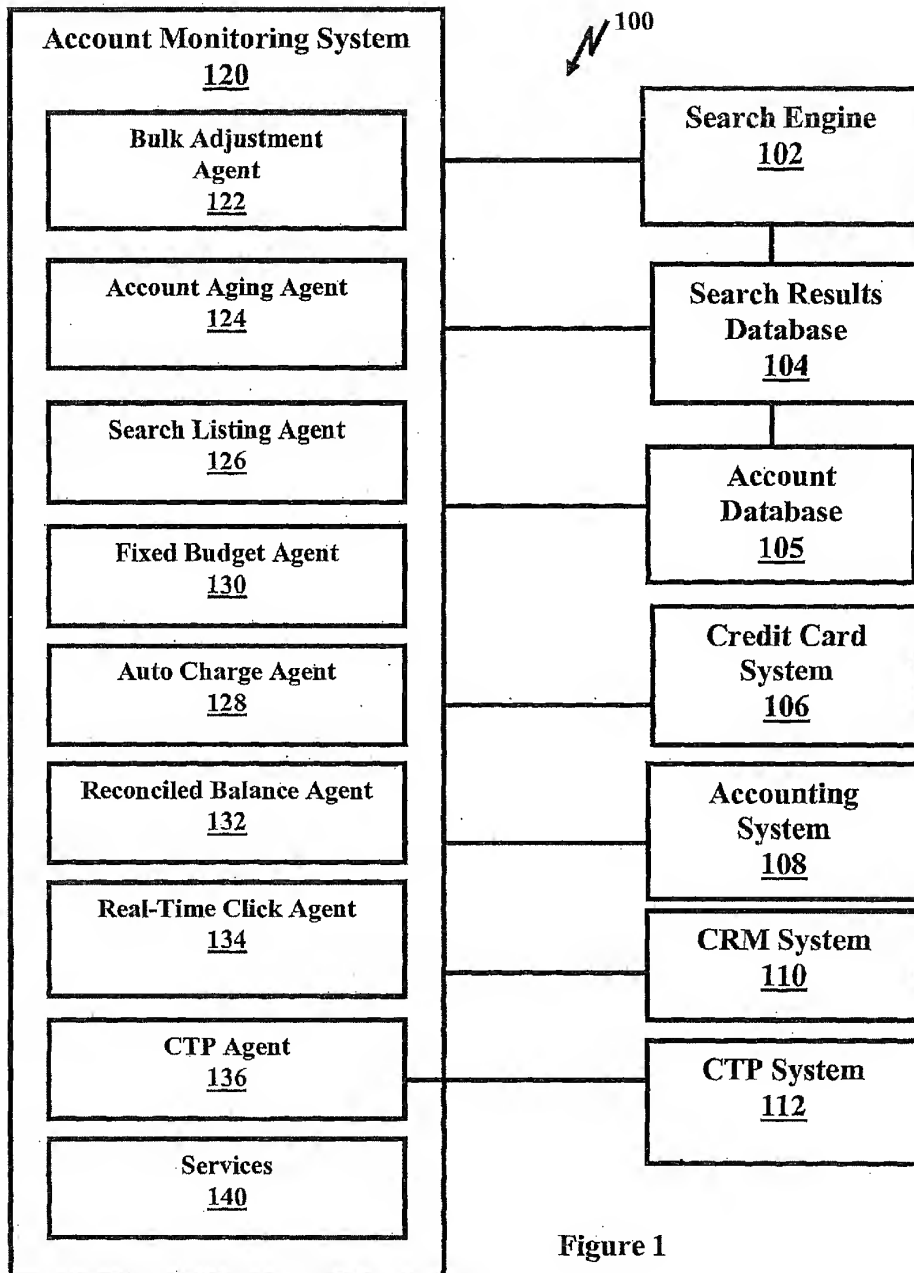 Account Monitoring System
120
Bulk Adjustment
Agent
122
Account Aging Agent
124
Search Listing Agent
126
Fixed Budget Agent
130
Auto Charge Agent
128
Reconciled Balance Agent
132
Real-Time Click Agent
134
CTP Agent
136
Services
140
100
Search Engine
102
Search Results
Database
104
Account
Database
105
Credit Card
System
106
Accounting
System
108
CRM System
110
CTP System
112
Figure 1